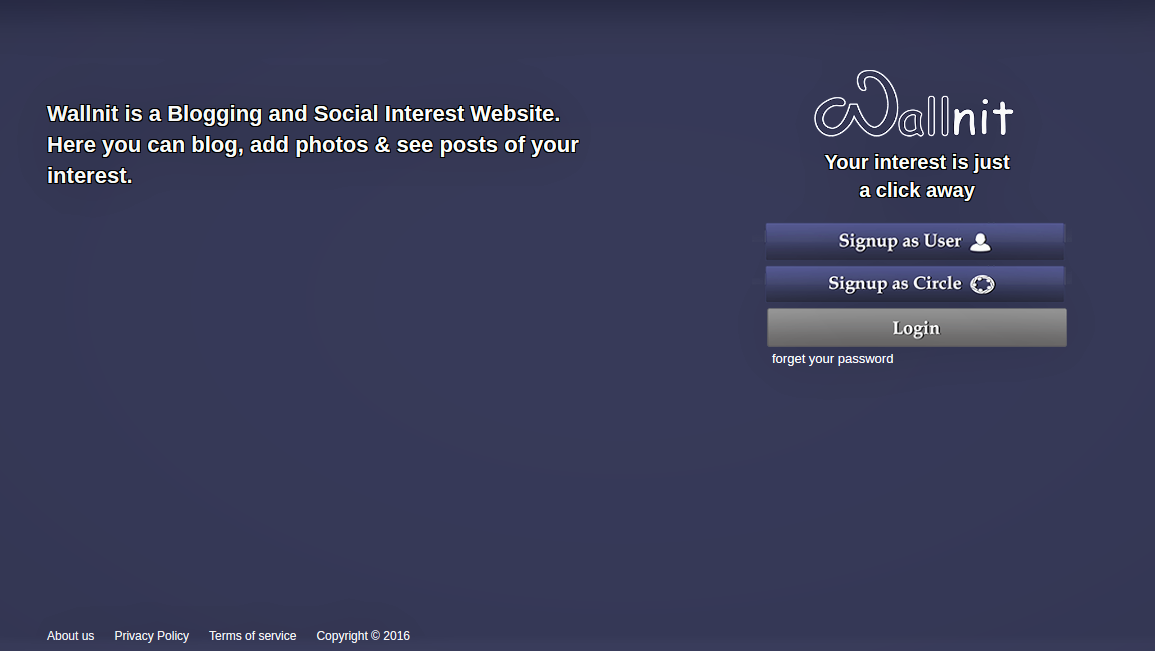 Wallnit is a Blogging and Social Interest Website.
Here you can blog, add photos & see posts of your
interest.
Wallnit
Your interest is just
a click away
Signup as User
Signup as Circle
Login
forget your password
About us Privacy Policy Terms of service Copyright © 2016